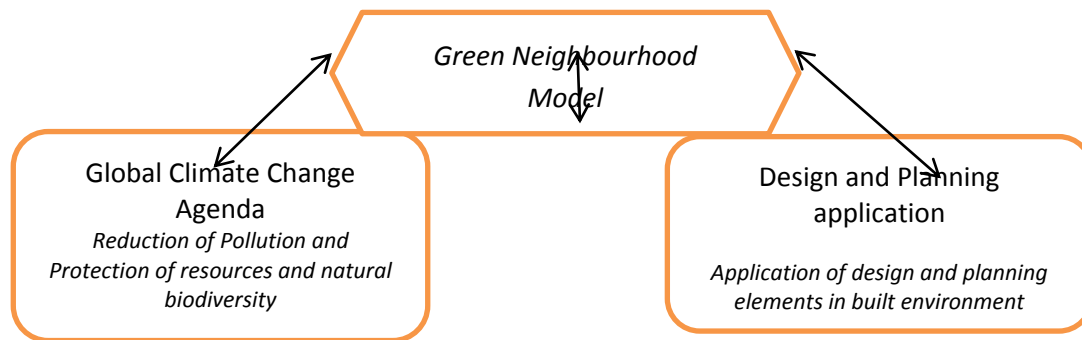 Green Neighbourhood
Model
Global Climate Change
Agenda
Reduction of Pollution and
Protection of resources and natural
biodiversity
Design and Planning
application
Application of design and planning
elements in built environment